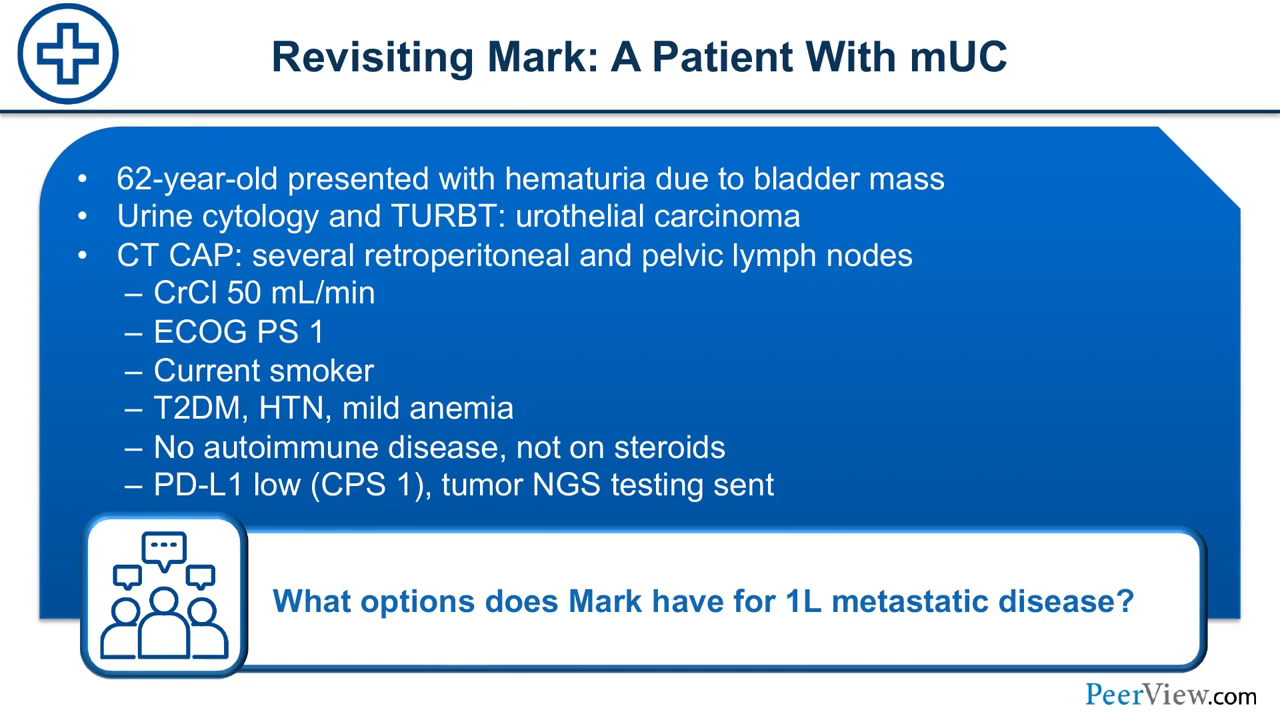 Revisiting Mark: A Patient With mUC
• 62-year-old presented with hematuria due to bladder mass
• Urine cytology and TURBT: urothelial carcinoma
• CT CAP: several retroperitoneal and pelvic lymph nodes
– CrCl 50 mL/min
– ECOG PS 1
– Current smoker
– T2DM, HTN, mild anemia
– No autoimmune disease, not on steroids
– PD-L1 low (CPS 1), tumor NGS testing sent
What options does Mark have for 1L metastatic disease?
PeerView.com